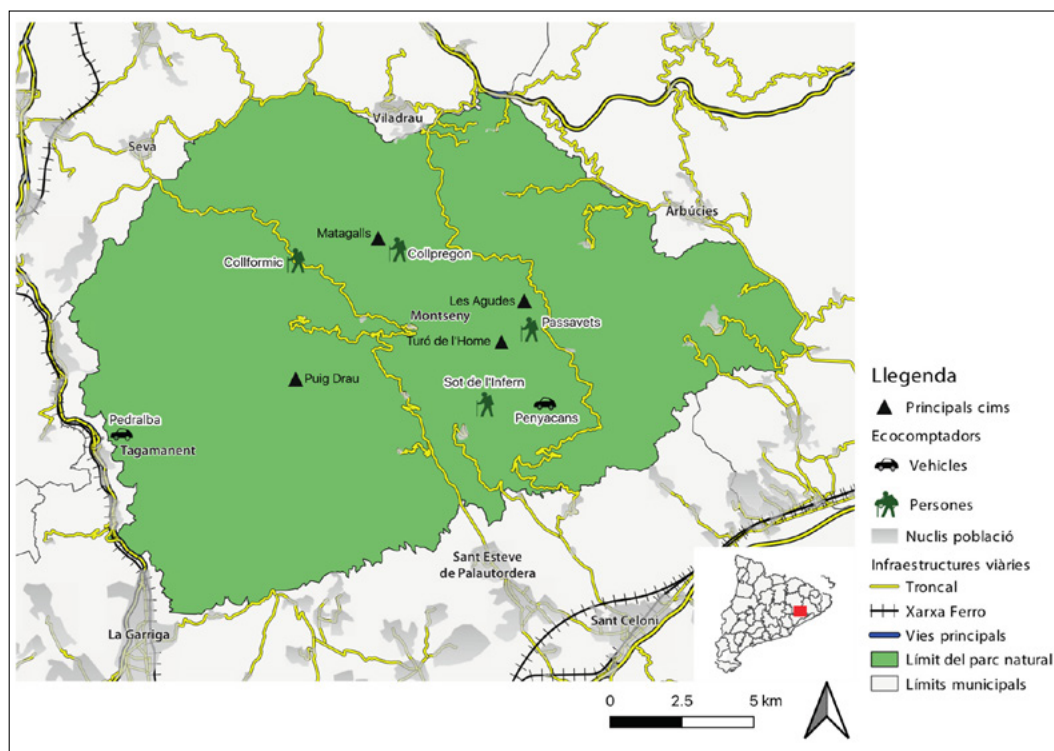 Viladrau
Seva
Arbúcies
Matagalls
Collpregon
Collformic
Les Agudes
Montseny
Passavets
Turó de l'Home
Puig Drau
Sot de l'Infern
Penyacans
Pedralba
Tagamanent
Sant Esteve
de Palautordera
La Garriga
Sant Celoni
Llegenda
Principals cims
Ecocomptadors
Vehicles
Persones
Nuclis població
Infraestructures viàries
Troncal
Xarxa Ferro
Vies principals
Límit del parc natural
Límits municipals
0 2.5 5 km